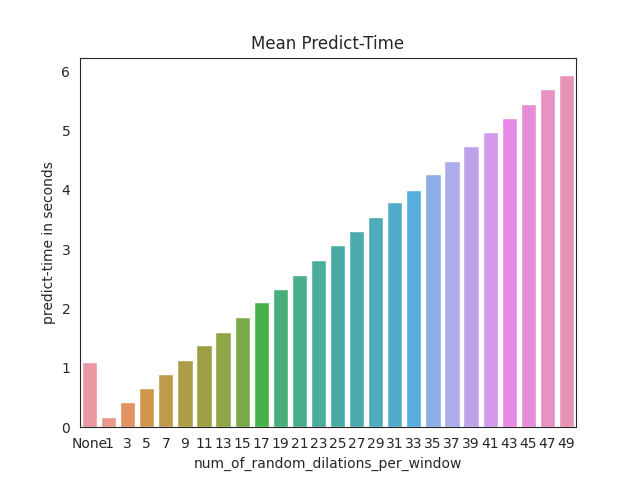 Mean Predict-Time
predict-time in seconds
6
5
4
3
2
1
0
None 1 3 5 7 9 11 13 15 17 19 21 23 25 27 29 31 33 35 37 39 41 43 45 47 49
num_of_random_dilations_per_window